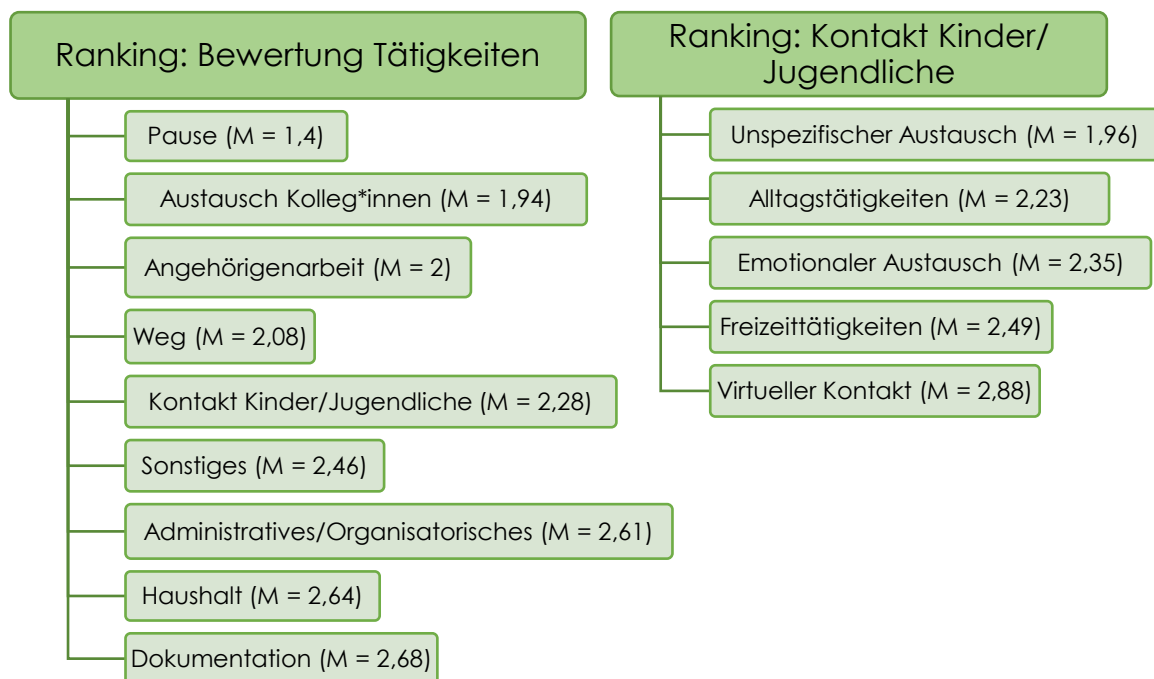 Ranking: Bewertung Tätigkeiten
Pause (M = 1,4)
Austausch Kolleg*innen (M = 1,94)
Angehörigenarbeit (M = 2)
Weg (M = 2,08)
Kontakt Kinder/Jugendliche (M = 2,28)
Sonstiges (M = 2,46)
Administratives/Organisatorisches (M = 2,61)
Haushalt (M = 2,64)
Dokumentation (M = 2,68)
Ranking: Kontakt Kinder/
Jugendliche
Unspezifischer Austausch (M = 1,96)
Alltagstätigkeiten (M = 2,23)
Emotionaler Austausch (M = 2,35)
Freizeittätigkeiten (M = 2,49)
Virtueller Kontakt (M = 2,88)